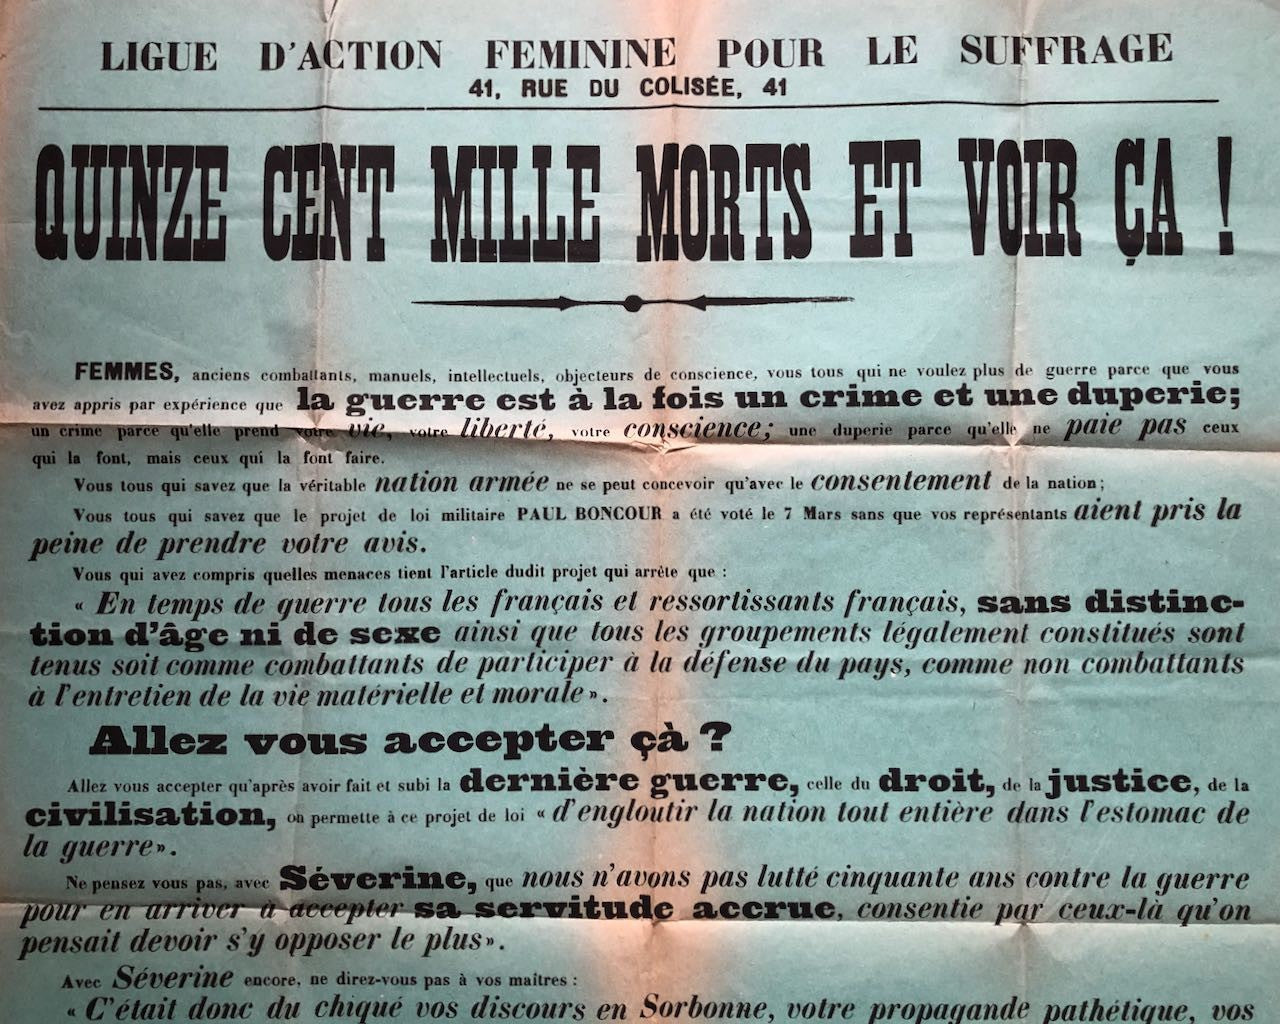 LIGUE D'ACTION FEMININE POUR LE SUFFRAGE
41, RUE DU COLISÉE, 41
QUINZE CENT MILLE MORTS ET VOIR ÇA !
FEMMES, anciens combattants, manuels, intellectuels, objecteurs de conscience, vous tous qui ne voulez plus de guerre parce que vous
avez appris par expérience que la guerre est à la fois un crime et une duperie;
un crime parce qu'elle prend votre vie, votre liberté, votre conscience; une duperie parce qu'elle ne paie pas ceux
qui la font, mais ceux qui la font faire.
Vous tous qui savez que la véritable nation armée ne se peut concevoir qu'avec le consentement de la nation;
Vous tous qui savez que le projet de loi militaire PAUL BONCOUR a été voté le 7 Mars sans que vos représentants aient pris la
peine de prendre votre avis.
Vous qui avez compris quelles menaces tient l'article dudit projet qui arrête que :
« En temps de guerre tous les français et ressortissants français, sans distinc-
tion d'âge ni de sexe ainsi que tous les groupements légalement constitués sont
tenus soit comme combattants de participer à la défense du pays, comme non combattants
à l'entretien de la vie matérielle et morale ».
Allez vous accepter çà ?
Allez vous accepter qu'après avoir fait et subi la dernière guerre, celle du droit, de la justice, de la
civilisation, on permette à ce projet de loi « d'engloutir la nation tout entière dans l'estomac de
la guerre ».
Ne pensez vous pas, avec Séverine, que nous n'avons pas lutté cinquante ans contre la guerre
pour en arriver à accepter sa servitude accrue, consentie par ceux-là qu'on
pensait devoir s'y opposer le plus ».
Avec Séverine encore, ne direz-vous pas à vos maîtres :
« C'était donc du chiqué vos discours en Sorbonne, votre propagande pathétique, vos